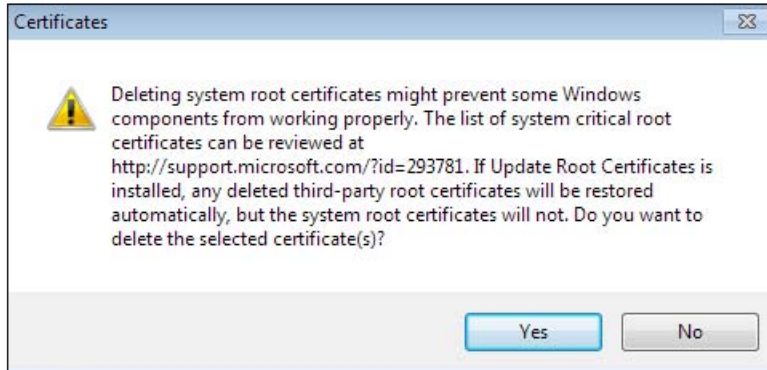 Certificates
Deleting system root certificates might prevent some Windows
components from working properly. The list of system critical root
certificates can be reviewed at
http://support.microsoft.com/?id=293781. If Update Root Certificates is
installed, any deleted third-party root certificates will be restored
automatically, but the system root certificates will not. Do you want to
delete the selected certificate(s)?
Yes
No